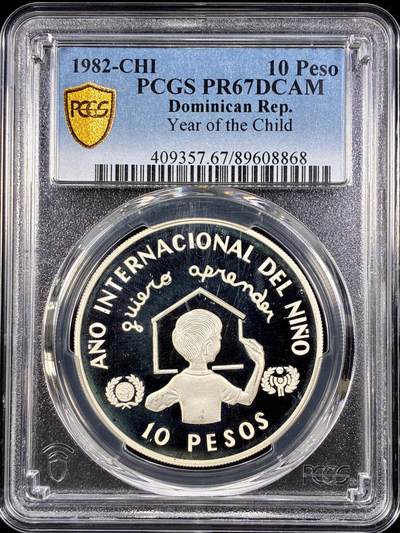 1982-CHI 10 Peso
PCGS PR67DCAM
Dominican Rep.
Year of the Child
409357.67/89608868
PCGS
AÑO INTERNACIONAL DEL NIÑO
quiero aprender
10 PESOS
PCGS